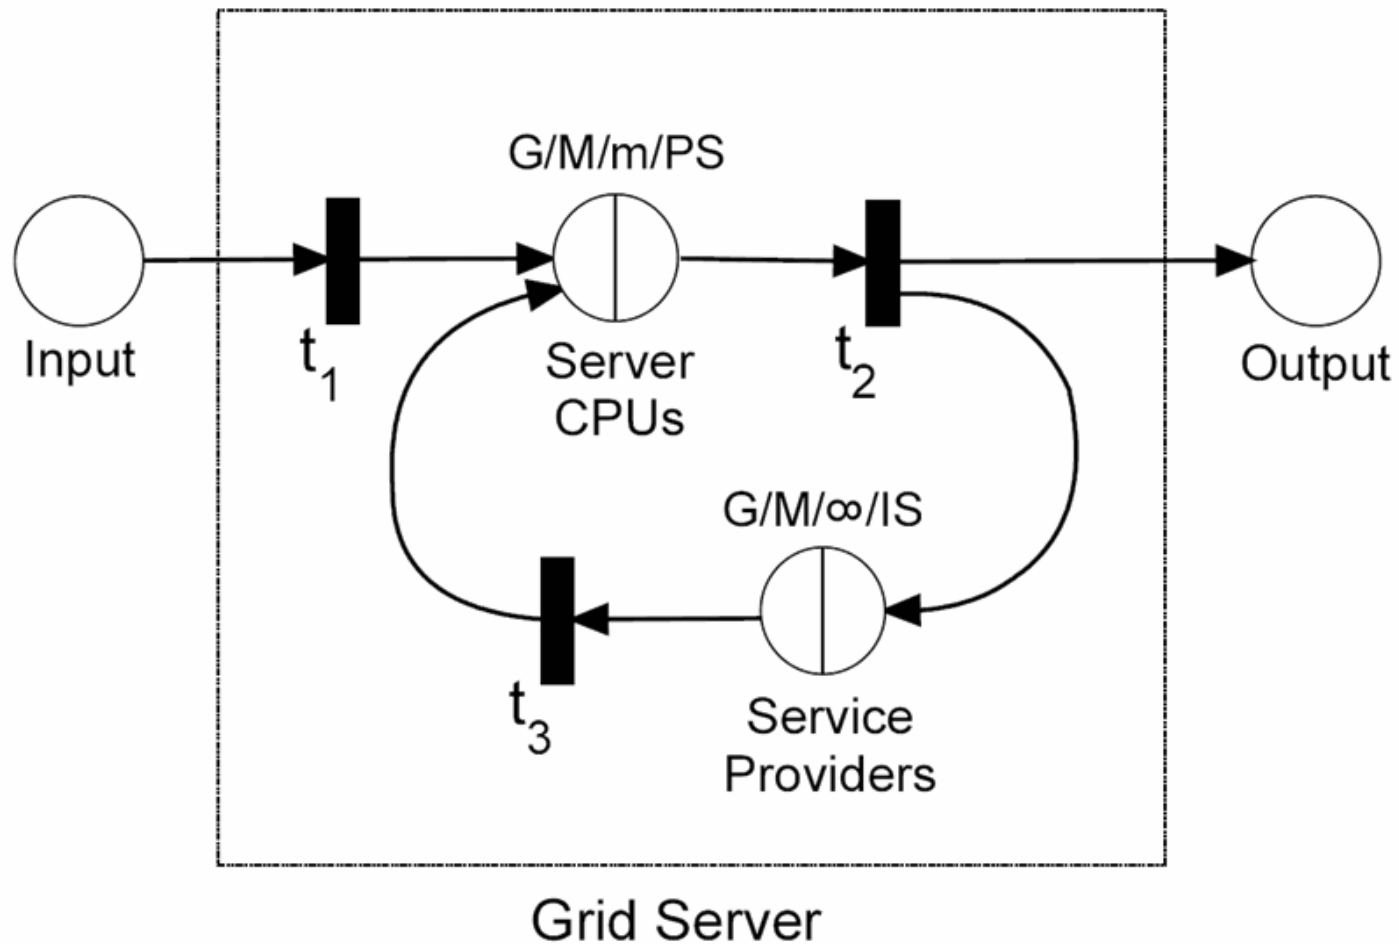 G/M/m/PS
Input
t1
Server
CPUs
t2
Output
G/M/∞/IS
t3
Service
Providers
Grid Server